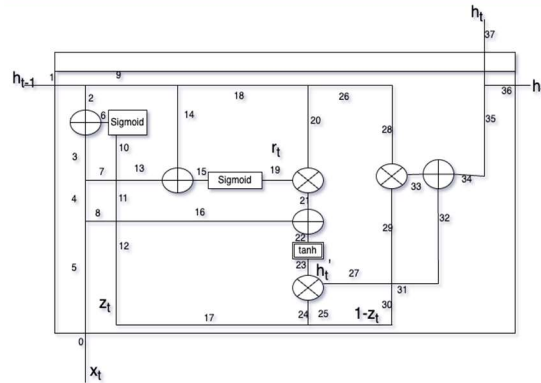 h_t
37
h_{t-1} 1 9 36 h
2 18 26 35
6 Sigmoid 14 20 28
3 10 r_t
7 13 15 Sigmoid 19 33 34
4 11 21
8 16 29 32
12 22
tanh
5 23 h_t' 27
z_t 24 25 1-z_t 30 31
17
0
x_t